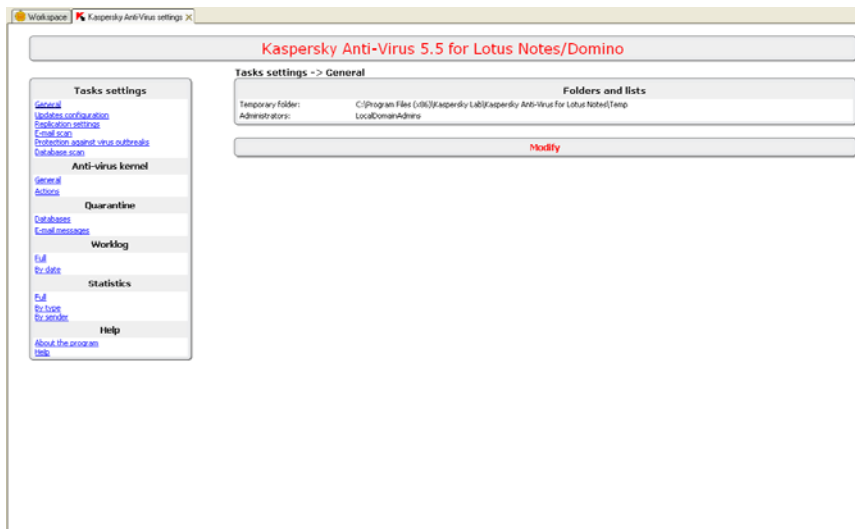 Workspace
Kaspersky Anti-Virus settings
Kaspersky Anti-Virus 5.5 for Lotus Notes/Domino
Tasks settings
General
Updates configuration
Replication settings
E-mail scan
Protection against virus outbreaks
Database scan
Anti-virus kernel
General
Actions
Quarantine
Databases
E-mail messages
Worklog
Full
By date
Statistics
Full
By type
By sender
Help
About the program
Help
Tasks settings -> General
Folders and lists
Temporary folder: C:\Program Files (x86)\Kaspersky Lab\Kaspersky Anti-Virus for Lotus Notes\Temp
Administrators: LocalDomainAdmins
Modify